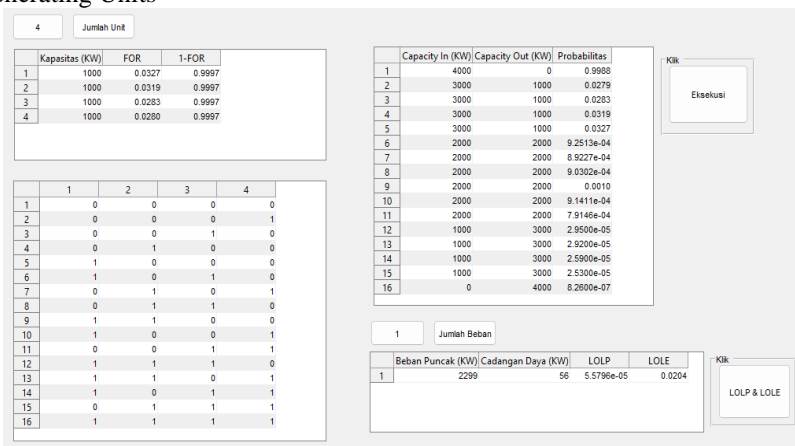 4 Jumlah Unit
Kapasitas (KW) FOR 1-FOR
1 1000 0.0327 0.9997
2 1000 0.0319 0.9997
3 1000 0.0283 0.9997
4 1000 0.0280 0.9997
1 2 3 4
1 0 0 0 0
2 0 0 0 1
3 0 0 1 0
4 0 1 0 0
5 1 0 0 0
6 1 0 1 0
7 0 1 0 1
8 0 1 1 0
9 1 1 0 0
10 1 0 0 1
11 0 0 1 1
12 1 1 1 0
13 1 1 0 1
14 1 0 1 1
15 0 1 1 1
16 1 1 1 1
Capacity In (KW) Capacity Out (KW) Probabilitas
1 4000 0 0.9988
2 3000 1000 0.0279
3 3000 1000 0.0283
4 3000 1000 0.0319
5 3000 1000 0.0327
6 2000 2000 9.2513e-04
7 2000 2000 8.9227e-04
8 2000 2000 9.0302e-04
9 2000 2000 0.0010
10 2000 2000 9.1411e-04
11 2000 2000 7.9146e-04
12 1000 3000 2.9500e-05
13 1000 3000 2.9200e-05
14 1000 3000 2.5900e-05
15 1000 3000 2.5300e-05
16 0 4000 8.2600e-07
Klik
Eksekusi
1 Jumlah Beban
Beban Puncak (KW) Cadangan Daya (KW) LOLP LOLE
1 2299 56 5.5796e-05 0.0204
Klik
LOLP & LOLE